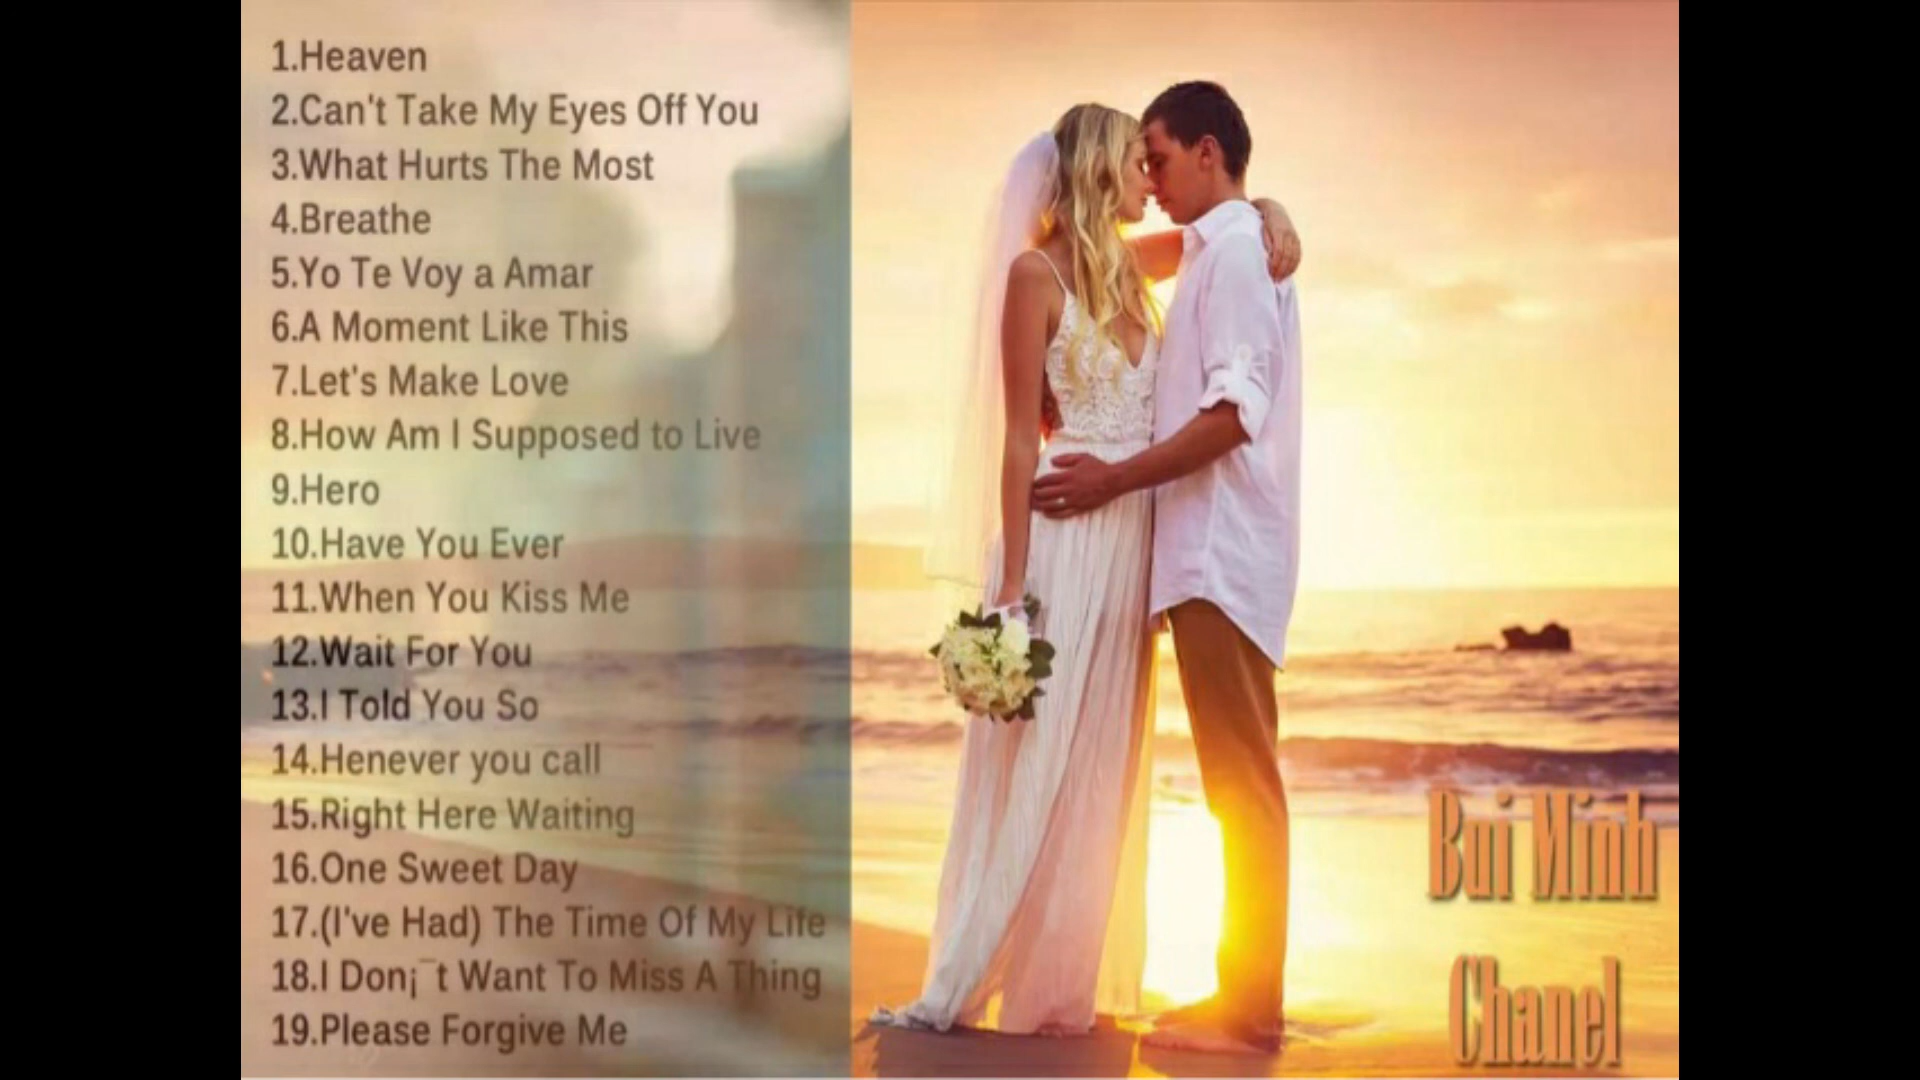 1.Heaven
2.Can't Take My Eyes Off You
3.What Hurts The Most
4.Breathe
5.Yo Te Voy a Amar
6.A Moment Like This
7.Let's Make Love
8.How Am I Supposed to Live
9.Hero
10.Have You Ever
11.When You Kiss Me
12.Wait For You
13.I Told You So
14.Henever you call
15.Right Here Waiting
16.One Sweet Day
17.(I've Had) The Time Of My Life
18.I Don¡¯t Want To Miss A Thing
19.Please Forgive Me
Bui Minh
Chanel